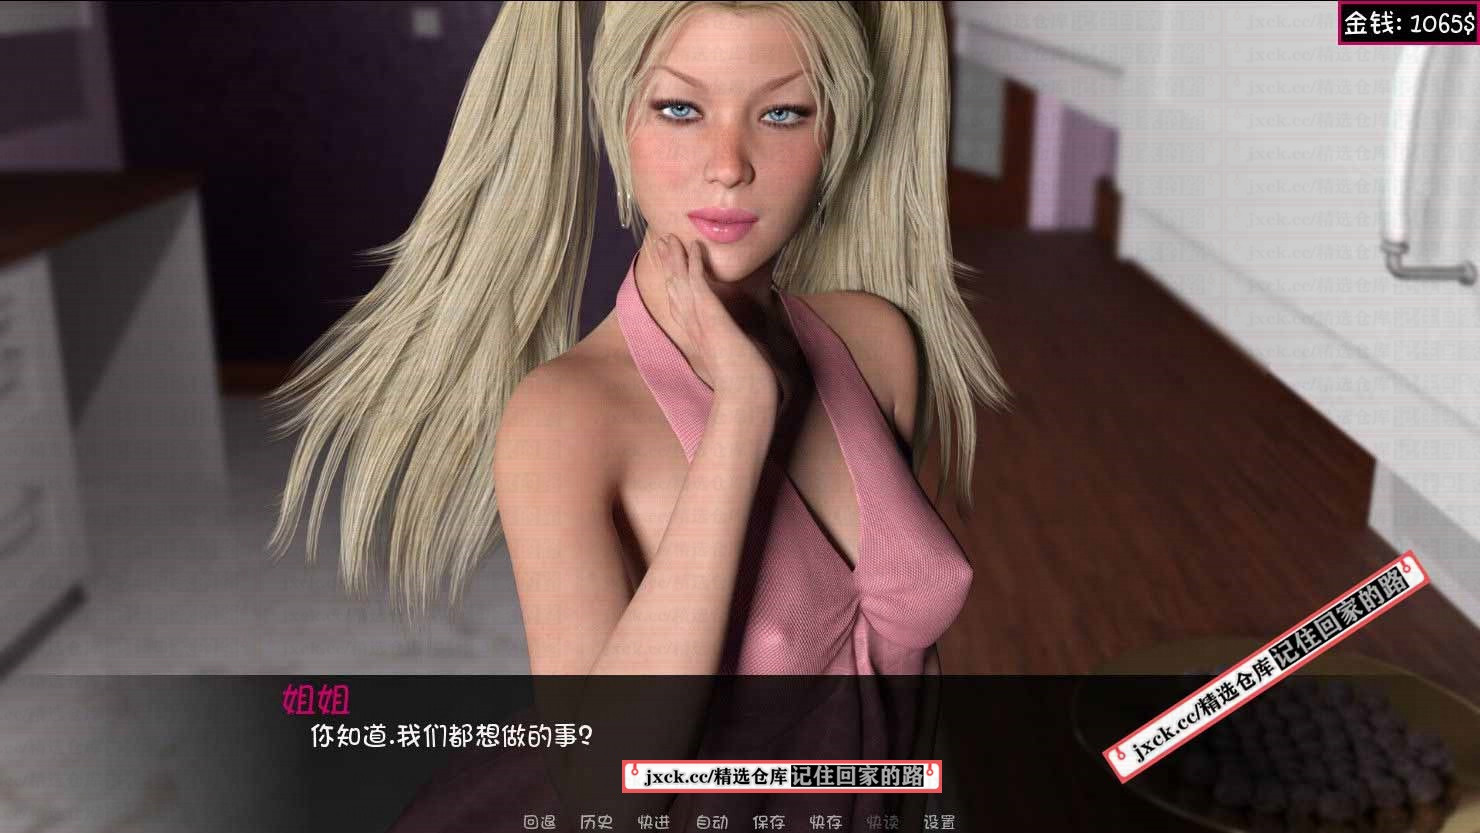 金钱: 1065$
姐姐
你知道.我们都想做的事?
jxck.cc/精选仓库记住回家的路
jxck.cc/精选仓库记住回家的路
回退 历史 快进 自动 保存 快存 快读 设置